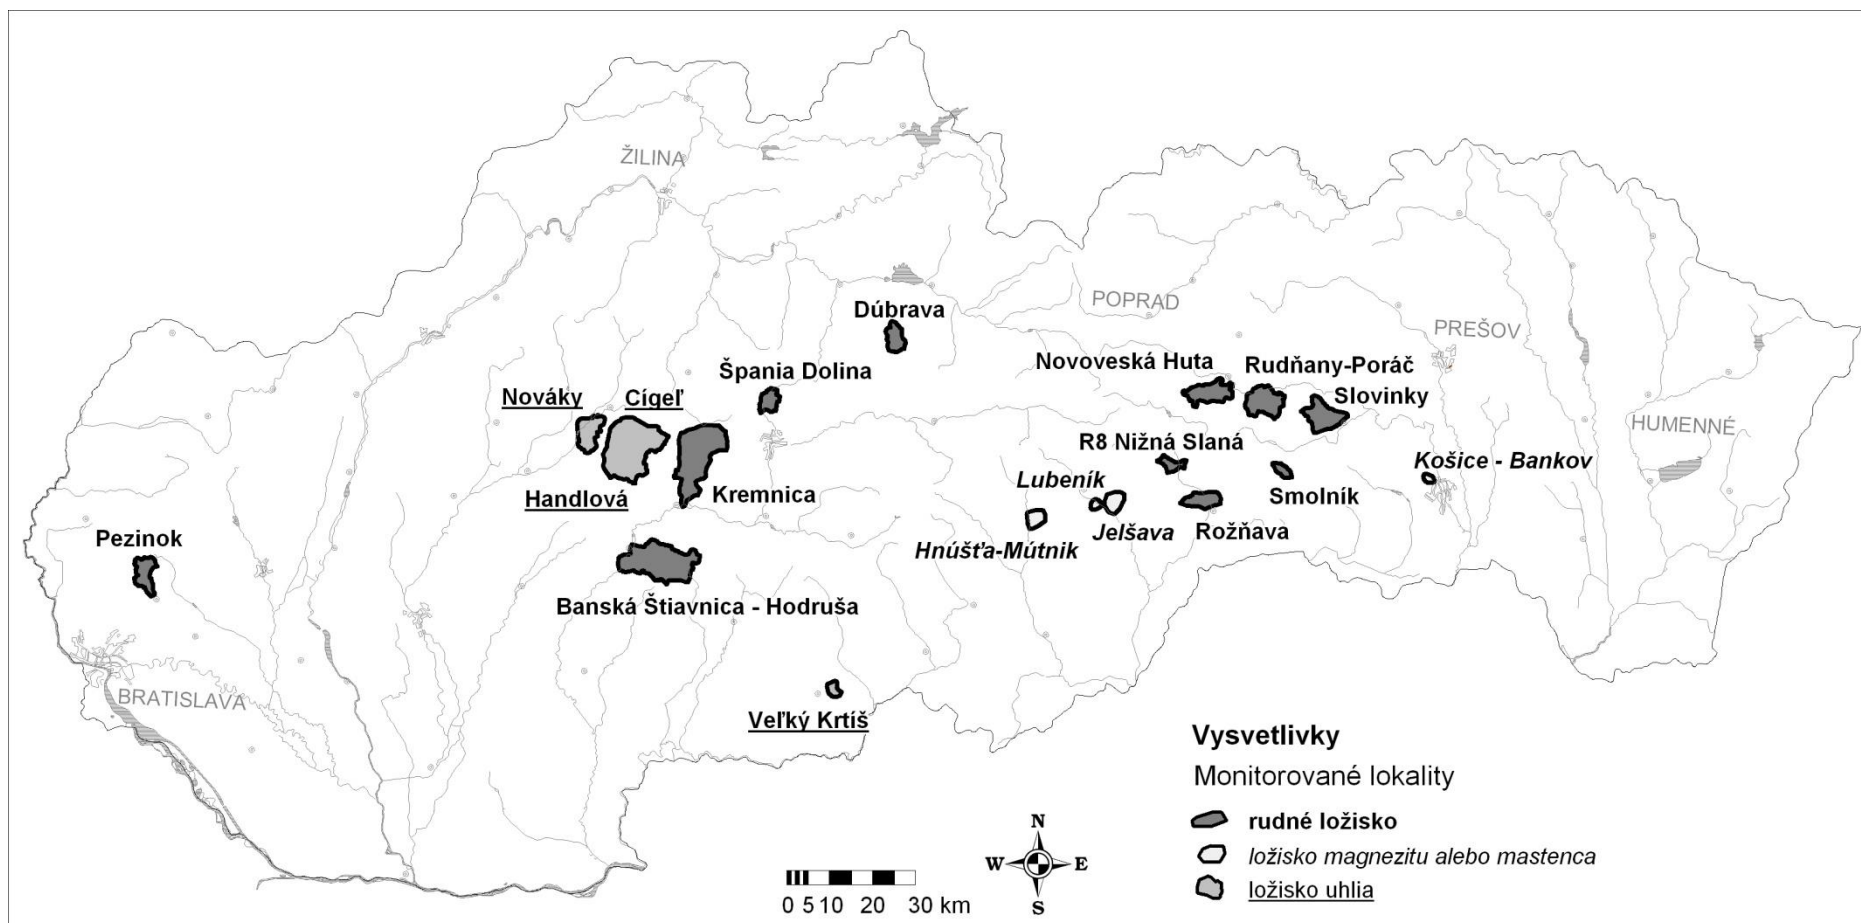 ŽILINA
POPRAD
PREŠOV
HUMENNÉ
BRATISLAVA
Dúbrava
Špania Dolina
Novoveská Huta
Rudňany-Poráč
Slovinky
Nováky
Cígeľ
Handlová
Kremnica
R8 Nižná Slaná
Lubeník
Košice - Bankov
Smolník
Jelšava
Rožňava
Hnúšťa-Mútnik
Pezinok
Banská Štiavnica - Hodruša
Veľký Krtíš
Vysvetlivky
Monitorované lokality
rudné ložisko
ložisko magnezitu alebo mastenca
ložisko uhlia
N
W E
S
0 5 10 20 30 km